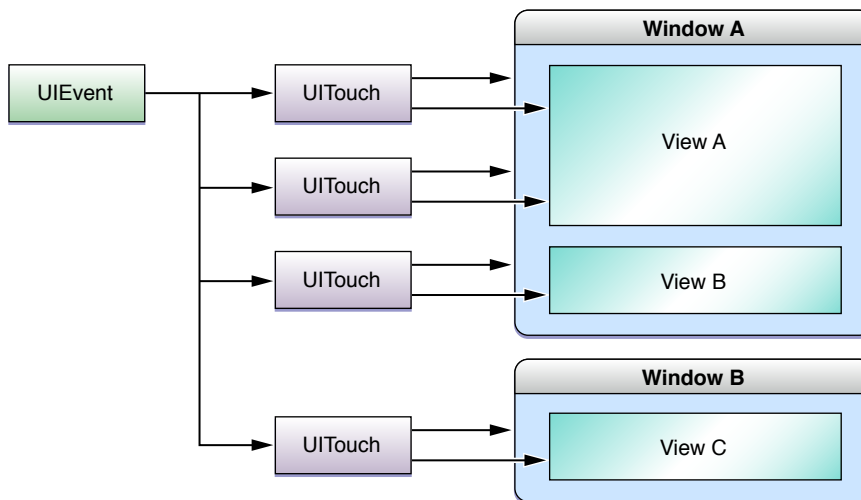 Window A
UIEvent
UITouch
View A
UITouch
UITouch
View B
Window B
UITouch
View C